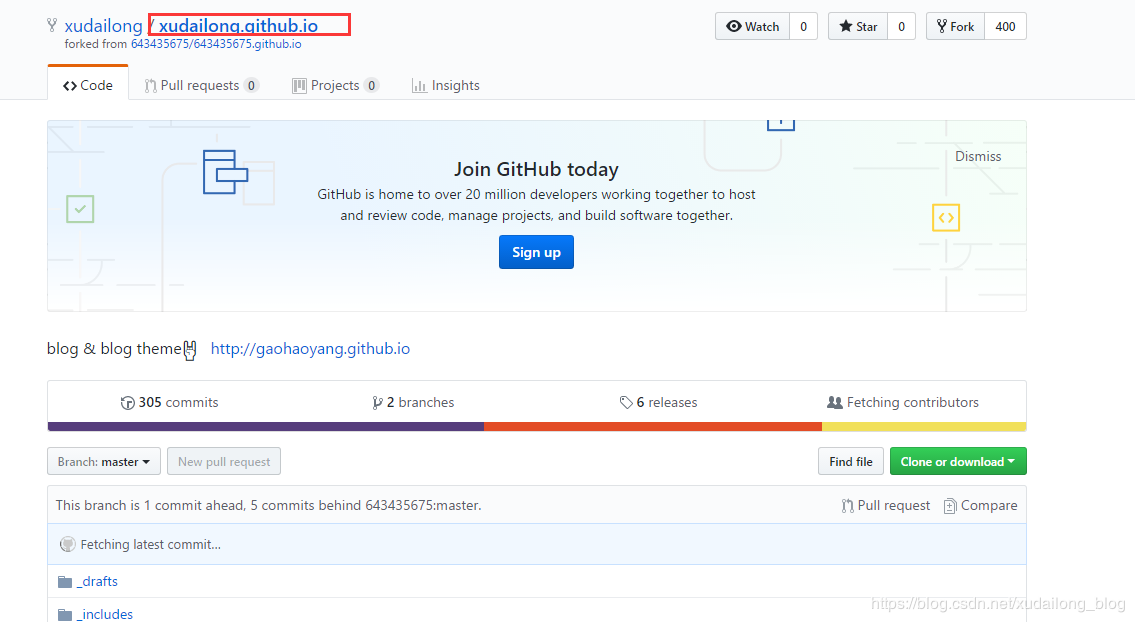 xudailong / xudailong.github.io
Watch 0 Star 0 Fork 400
forked from 643435675/643435675.github.io
Code Pull requests 0 Projects 0 Insights
Dismiss
Join GitHub today
GitHub is home to over 20 million developers working together to host
and review code, manage projects, and build software together.
Sign up
blog & blog theme http://gaohaoyang.github.io
305 commits 2 branches 6 releases Fetching contributors
Branch: master New pull request Find file Clone or download
This branch is 1 commit ahead, 5 commits behind 643435675:master. Pull request Compare
Fetching latest commit…
_drafts
_includes
https://blog.csdn.net/xudailong_blog